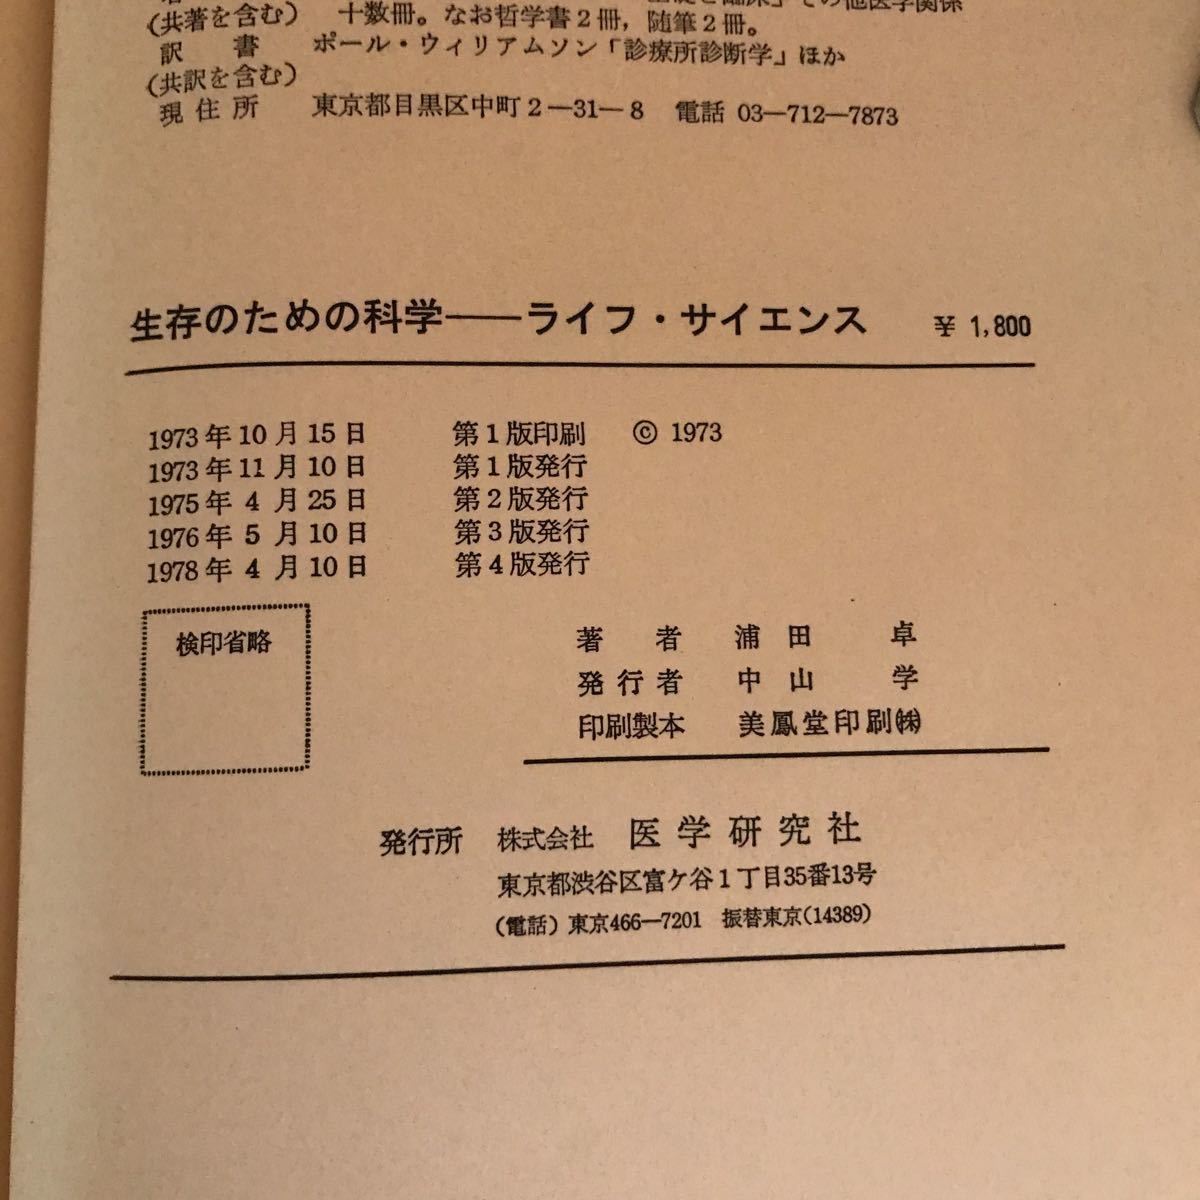 その他医学関係
(共著を含む) 十数冊。なお哲学書2冊,随筆2冊。
訳書 ポール・ウィリアムソン「診療所診断学」ほか
(共訳を含む)
現住所 東京都目黒区中町2―31―8 電話 03―712―7873
生存のための科学――ライフ・サイエンス ¥1,800
1973年10月15日 第1版印刷 © 1973
1973年11月10日 第1版発行
1975年4月25日 第2版発行
1976年5月10日 第3版発行
1978年4月10日 第4版発行
検印省略
著者 浦田 卓
発行者 中山 学
印刷製本 美鳳堂印刷㈱
発行所 株式会社 医学研究社
東京都渋谷区富ケ谷1丁目35番13号
(電話)東京466―7201 振替東京(14389)